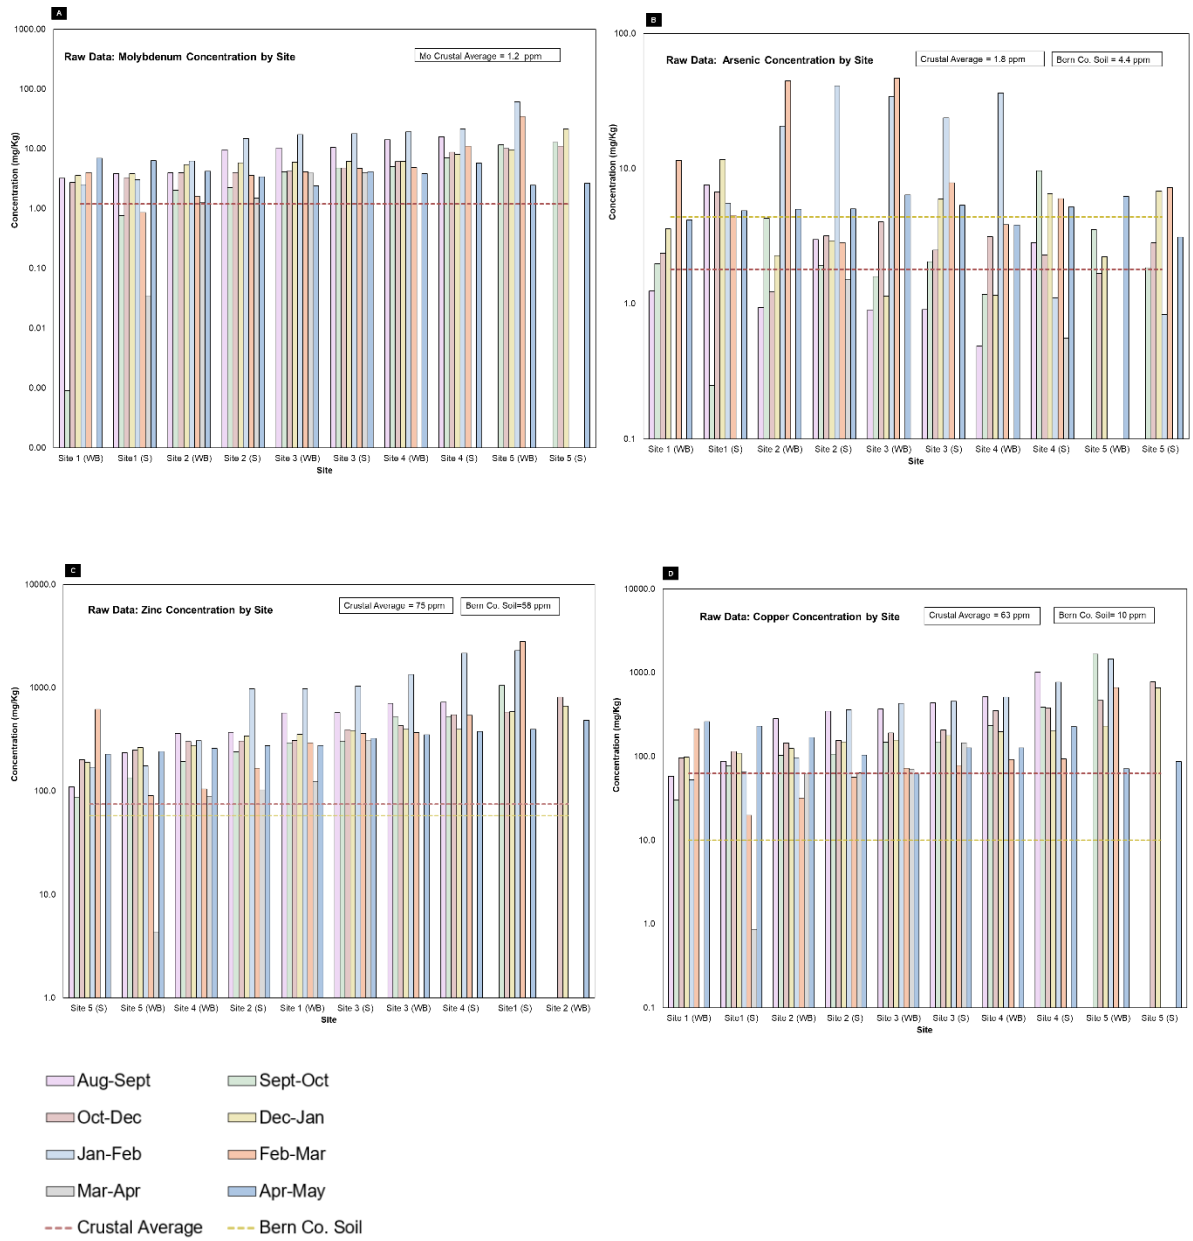 A
Raw Data: Molybdenum Concentration by Site
Mo Crustal Average = 1.2 ppm
Concentration (mg/Kg)
1000.00
100.00
10.00
1.00
0.10
0.01
0.00
0.00
Site 1 (WB) Site1 (S) Site 2 (WB) Site 2 (S) Site 3 (WB) Site 3 (S) Site 4 (WB) Site 4 (S) Site 5 (WB) Site 5 (S)
Site
B
Raw Data: Arsenic Concentration by Site
Crustal Average = 1.8 ppm
Bern Co. Soil = 4.4 ppm
Concentration (mg/Kg)
100.0
10.0
1.0
0.1
Site 1 (WB) Site1 (S) Site 2 (WB) Site 2 (S) Site 3 (WB) Site 3 (S) Site 4 (WB) Site 4 (S) Site 5 (WB) Site 5 (S)
Site
C
Raw Data: Zinc Concentration by Site
Crustal Average = 75 ppm
Bern Co. Soil=58 ppm
Concentration (mg/Kg)
10000.0
1000.0
100.0
10.0
1.0
Site 5 (S) Site 5 (WB) Site 4 (WB) Site 2 (S) Site 1 (WB) Site 3 (S) Site 3 (WB) Site 4 (S) Site1 (S) Site 2 (WB)
Site
D
Raw Data: Copper Concentration by Site
Crustal Average = 63 ppm
Bern Co. Soil= 10 ppm
Concentration (mg/Kg)
10000.0
1000.0
100.0
10.0
1.0
0.1
Site 1 (WB) Site1 (S) Site 2 (WB) Site 2 (S) Site 3 (WB) Site 3 (S) Site 4 (WB) Site 4 (S) Site 5 (WB) Site 5 (S)
Site
Aug-Sept Sept-Oct
Oct-Dec Dec-Jan
Jan-Feb Feb-Mar
Mar-Apr Apr-May
Crustal Average Bern Co. Soil